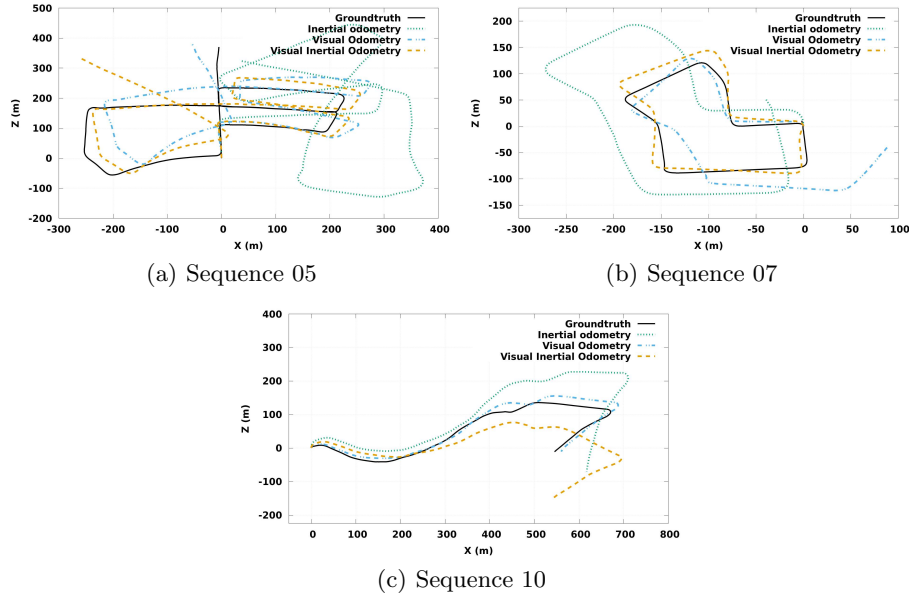 Groundtruth
Inertial odometry
Visual Odometry
Visual Inertial Odometry
500
400
300
200
100
0
-100
-200
Z (m)
-300 -200 -100 0 100 200 300 400
X (m)
(a) Sequence 05
Groundtruth
Inertial odometry
Visual Odometry
Visual Inertial Odometry
200
150
100
50
0
-50
-100
-150
Z (m)
-300 -250 -200 -150 -100 -50 0 50 100
X (m)
(b) Sequence 07
Groundtruth
Inertial odometry
Visual Odometry
Visual Inertial Odometry
400
300
200
100
0
-100
-200
Z (m)
0 100 200 300 400 500 600 700 800
X (m)
(c) Sequence 10